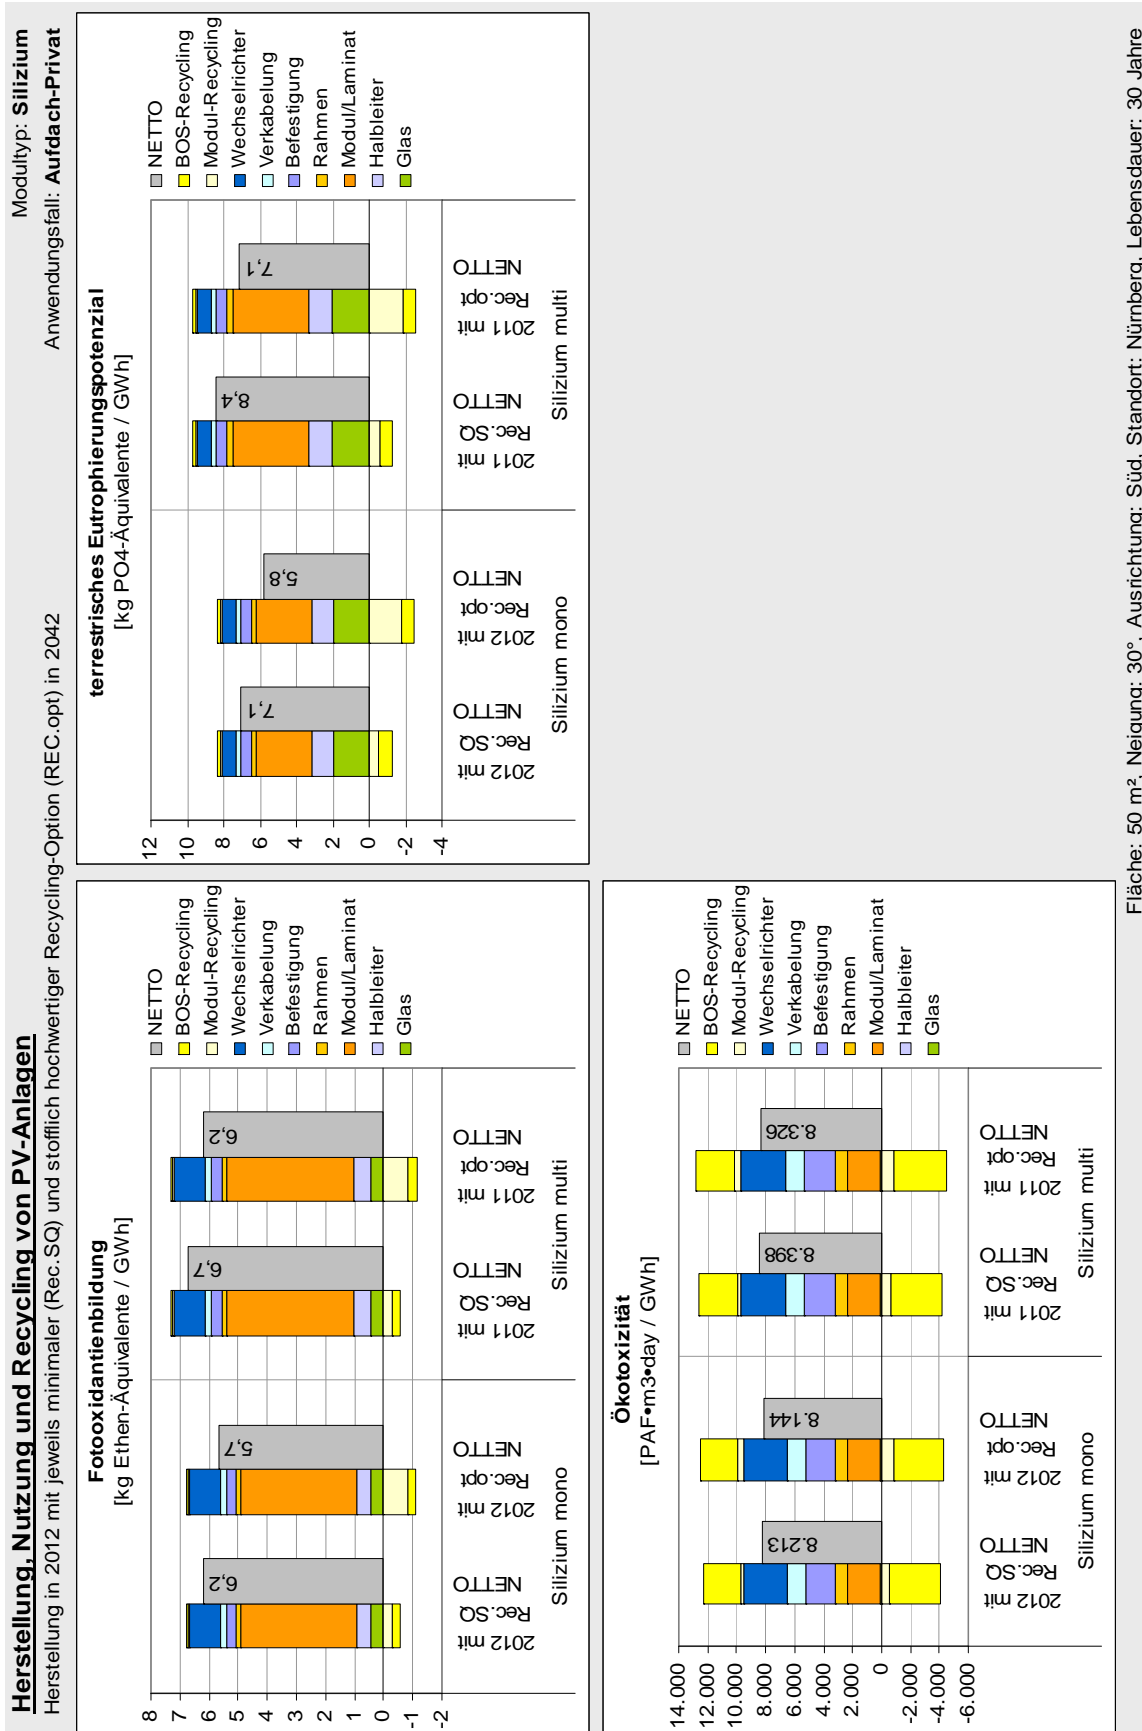 Herstellung, Nutzung und Recycling von PV-Anlagen
Modultyp: Silizium
Herstellung in 2012 mit jeweils minimaler (Rec.SQ) und stofflich hochwertiger Recycling-Option (REC.opt) in 2042
Anwendungsfall: Aufdach-Privat
Fotooxidantienbildung
[kg Ethen-Äquivalente / GWh]
8
7
6
5
4
3
2
1
0
-1
-2
6,2
5,7
6,7
6,2
2012 mit
Rec.SQ
NETTO
2012 mit
Rec.opt
NETTO
2011 mit
Rec.SQ
NETTO
2011 mit
Rec.opt
NETTO
Silizium mono
Silizium multi
NETTO
BOS-Recycling
Modul-Recycling
Wechselrichter
Verkabelung
Befestigung
Rahmen
Modul/Laminat
Halbleiter
Glas
terrestrisches Eutrophierungspotenzial
[kg PO4-Äquivalente / GWh]
12
10
8
6
4
2
0
-2
-4
7,1
5,8
8,4
7,1
2012 mit
Rec.SQ
NETTO
2012 mit
Rec.opt
NETTO
2011 mit
Rec.SQ
NETTO
2011 mit
Rec.opt
NETTO
Silizium mono
Silizium multi
NETTO
BOS-Recycling
Modul-Recycling
Wechselrichter
Verkabelung
Befestigung
Rahmen
Modul/Laminat
Halbleiter
Glas
Ökotoxizität
[PAF•m3•day / GWh]
14.000
12.000
10.000
8.000
6.000
4.000
2.000
0
-2.000
-4.000
-6.000
8.213
8.144
8.398
8.326
2012 mit
Rec.SQ
NETTO
2012 mit
Rec.opt
NETTO
2011 mit
Rec.SQ
NETTO
2011 mit
Rec.opt
NETTO
Silizium mono
Silizium multi
NETTO
BOS-Recycling
Modul-Recycling
Wechselrichter
Verkabelung
Befestigung
Rahmen
Modul/Laminat
Halbleiter
Glas
Fläche: 50 m², Neigung: 30°, Ausrichtung: Süd, Standort: Nürnberg, Lebensdauer: 30 Jahre